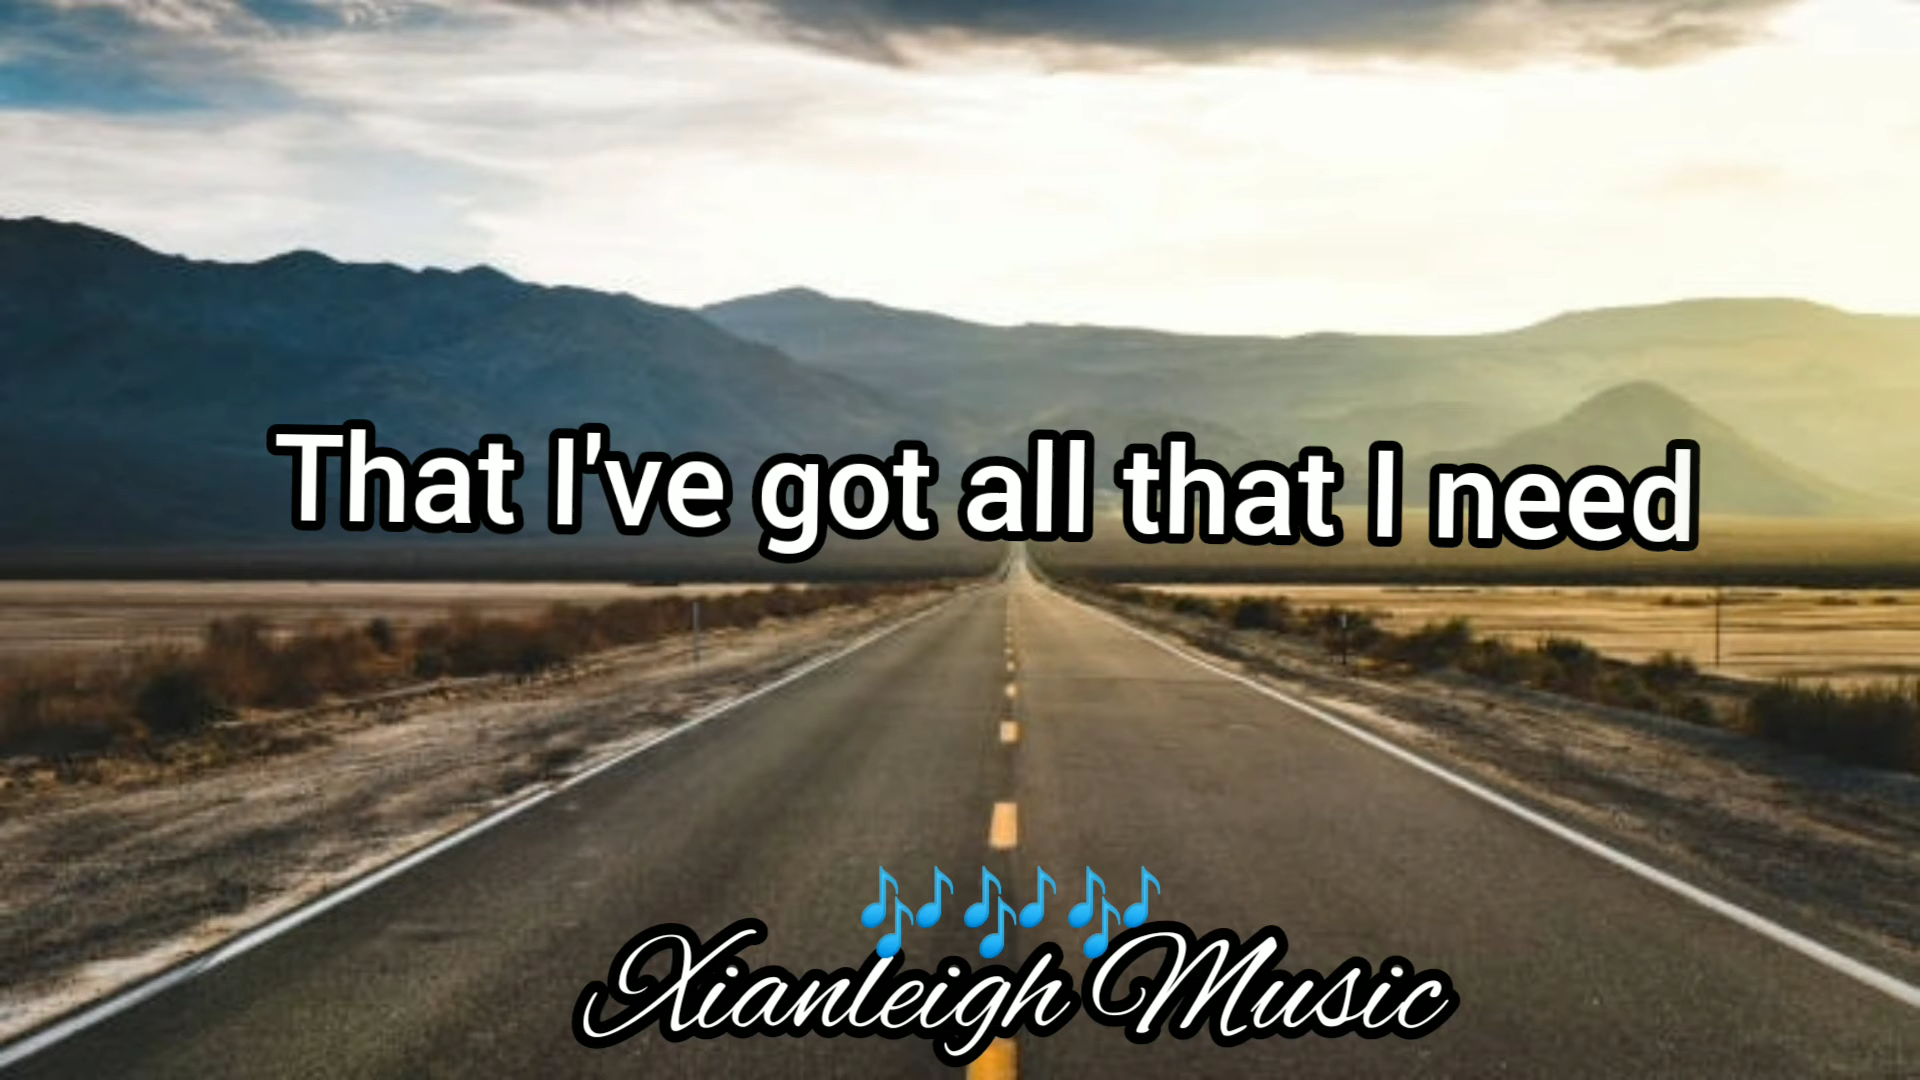 That I've got all that I need
🎶 🎶 🎶
Xianleigh Music